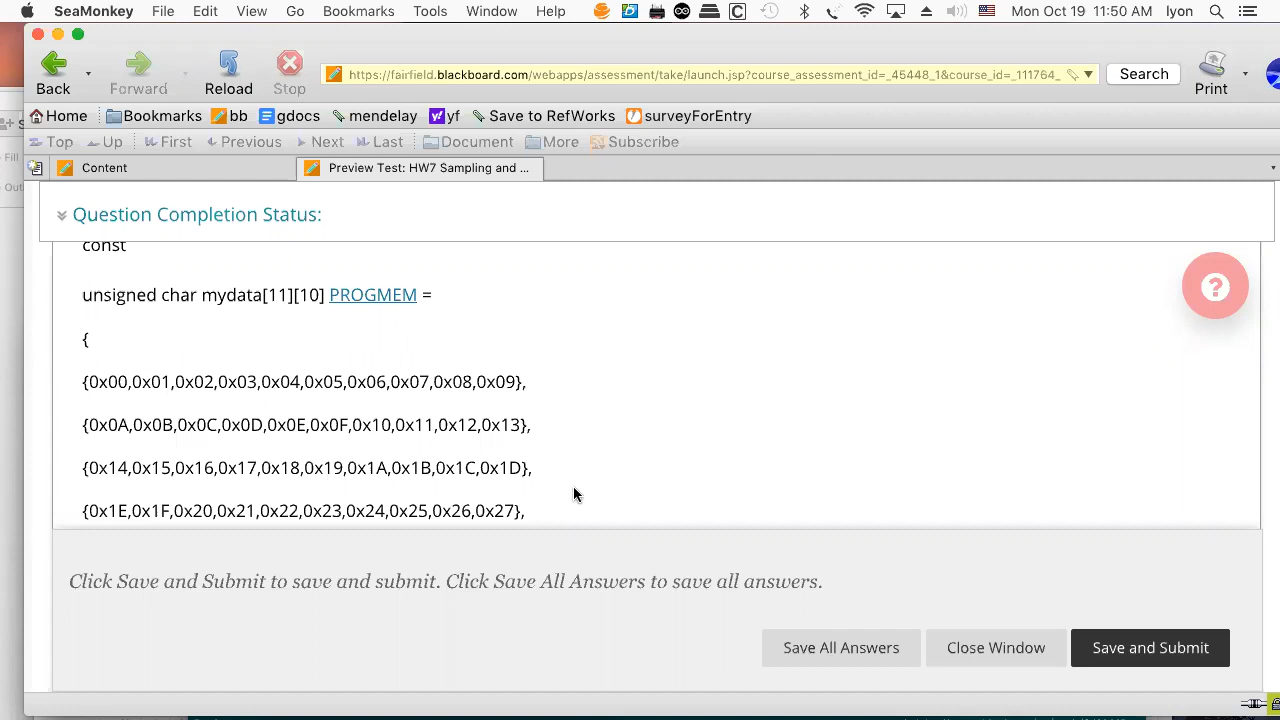 SeaMonkey File Edit View Go Bookmarks Tools Window Help Mon Oct 19 11:50 AM lyon
Back Forward Reload Stop https://fairfield.blackboard.com/webapps/assessment/take/launch.jsp?course_assessment_id=_45448_1&course_id=_111764_ Search Print
Home Bookmarks bb gdocs mendelay yf Save to RefWorks surveyForEntry
Top Up First Previous Next Last Document More Subscribe
Content Preview Test: HW7 Sampling and ...
Question Completion Status:
const
unsigned char mydata[11][10] PROGMEM =
{
{0x00,0x01,0x02,0x03,0x04,0x05,0x06,0x07,0x08,0x09},
{0x0A,0x0B,0x0C,0x0D,0x0E,0x0F,0x10,0x11,0x12,0x13},
{0x14,0x15,0x16,0x17,0x18,0x19,0x1A,0x1B,0x1C,0x1D},
{0x1E,0x1F,0x20,0x21,0x22,0x23,0x24,0x25,0x26,0x27},
Click Save and Submit to save and submit. Click Save All Answers to save all answers.
Save All Answers Close Window Save and Submit